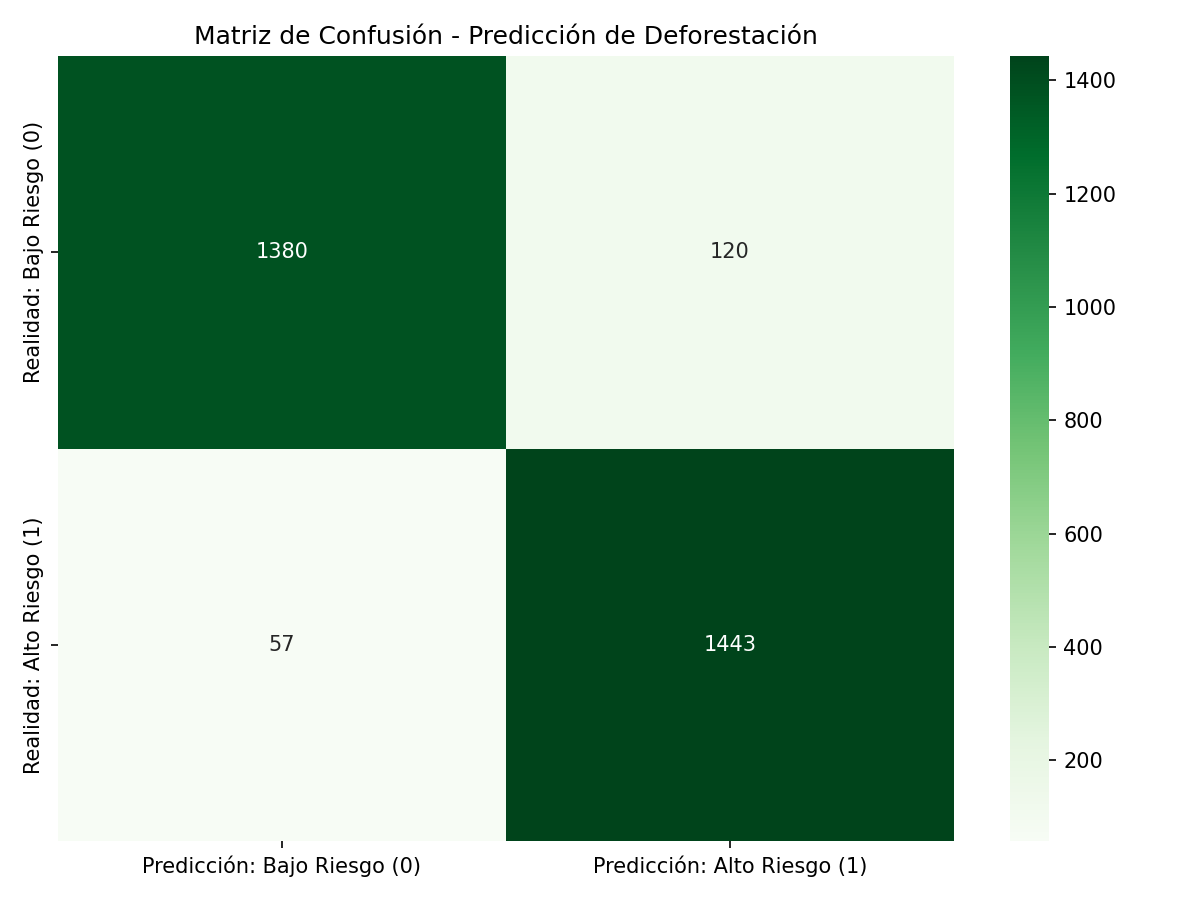 Matriz de Confusión - Predicción de Deforestación
Realidad: Bajo Riesgo (0)
1380
120
Realidad: Alto Riesgo (1)
57
1443
Predicción: Bajo Riesgo (0)
Predicción: Alto Riesgo (1)
1400
1200
1000
800
600
400
200